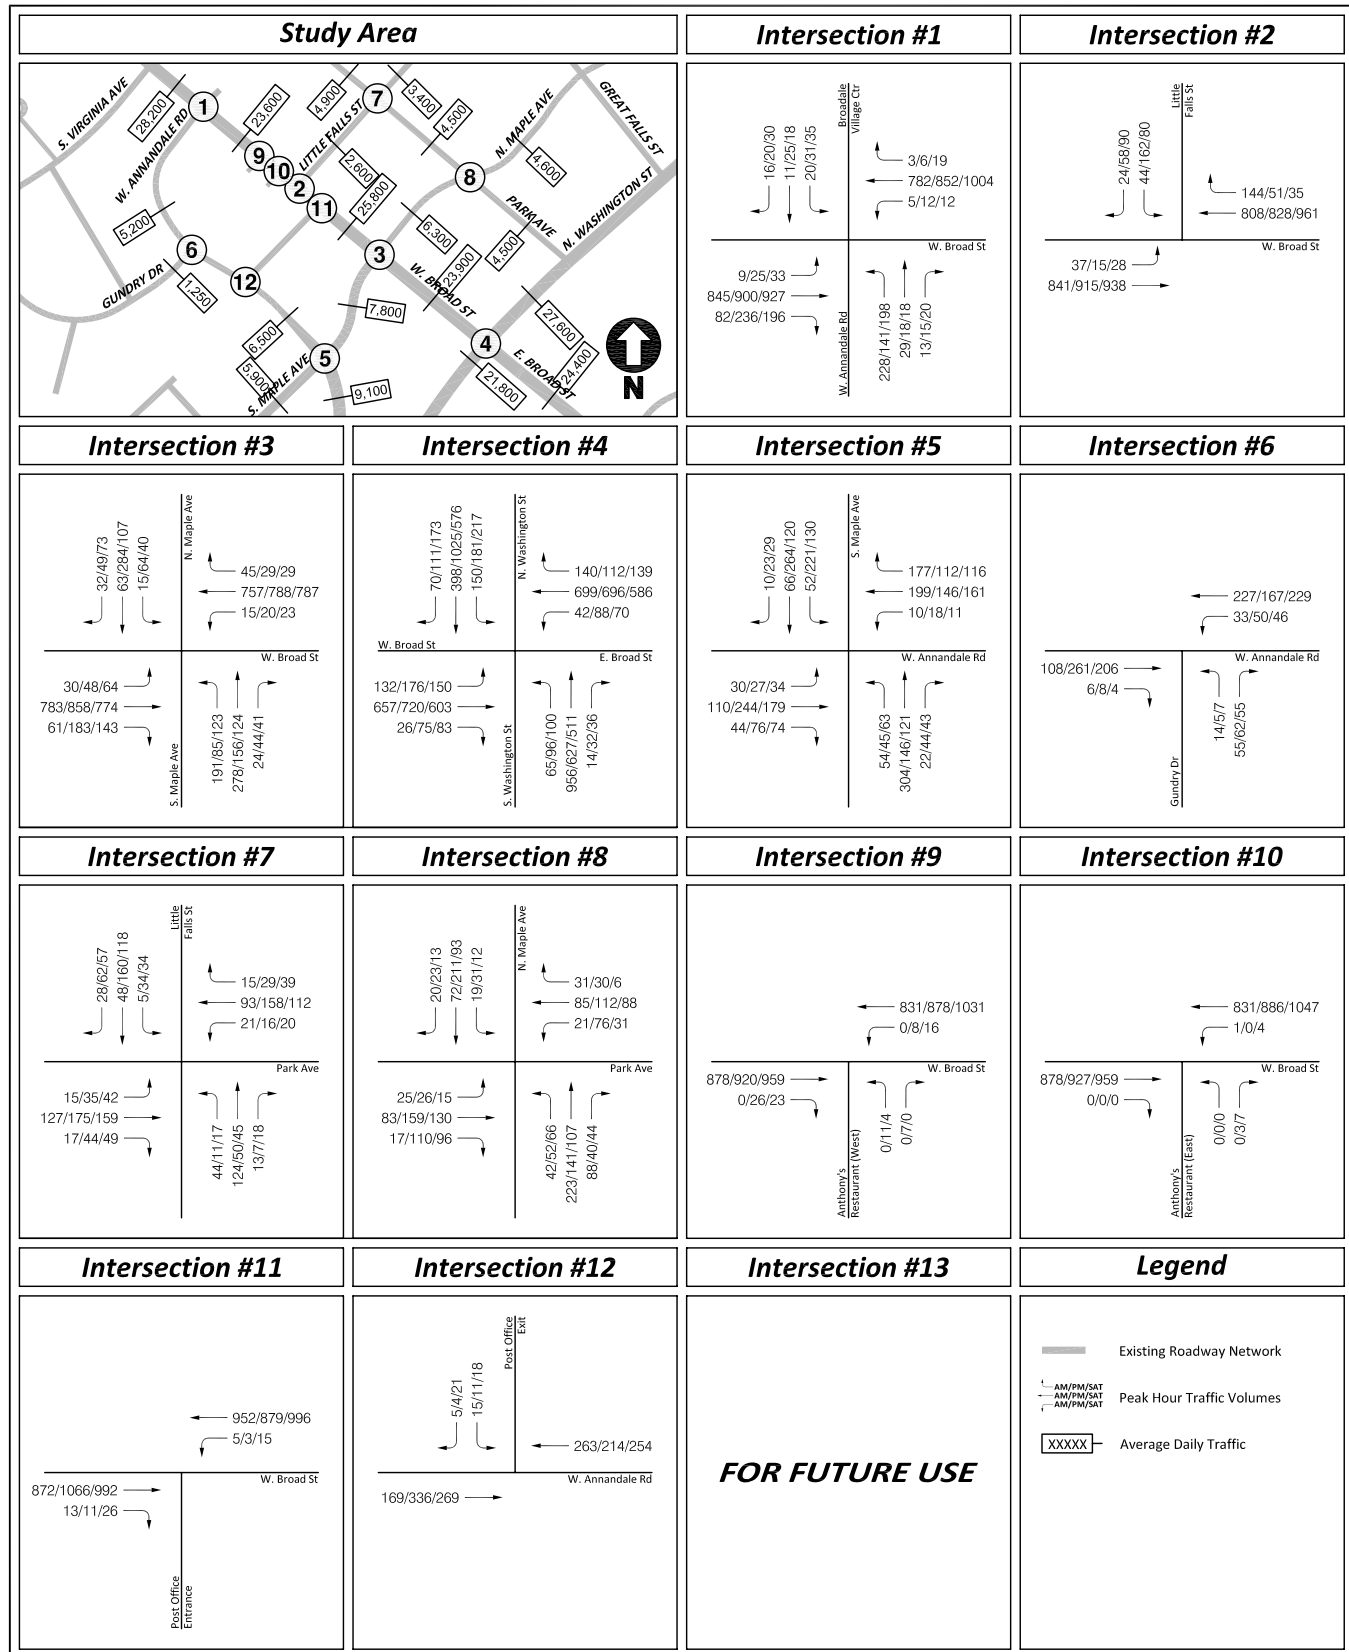 Study Area
S. VIRGINIA AVE
28,200
W. ANNANDALE RD
1
23,600
4,900
LITTLE FALLS ST
7
3,400
4,500
N. MAPLE AVE
GREAT FALLS ST
9
10
2
11
2,600
25,800
8
4,600
PARK AVE
N. WASHINGTON ST
5,200
6
GUNDRY DR
1,250
12
3
6,300
23,900
4,500
W. BROAD ST
7,800
6,500
5,900
S. MAPLE AVE
5
9,100
4
27,600
E. BROAD ST
24,400
21,800
N
Intersection #1
Broadale
Village Ctr
16/20/30
11/25/18
20/31/35
3/6/19
782/852/1004
5/12/12
W. Broad St
9/25/33
845/900/927
82/236/196
W. Annandale Rd
228/141/198
29/18/18
13/15/20
Intersection #2
Little
Falls St
24/58/90
44/162/80
144/51/35
808/828/961
W. Broad St
37/15/28
841/915/938
Intersection #3
N. Maple Ave
32/49/73
63/284/107
15/64/40
45/29/29
757/788/787
15/20/23
W. Broad St
30/48/64
783/858/774
61/183/143
S. Maple Ave
191/85/123
278/156/124
24/44/41
Intersection #4
N. Washington St
70/111/173
398/1025/576
150/181/217
140/112/139
699/696/586
42/88/70
W. Broad St
E. Broad St
132/176/150
657/720/603
26/75/83
S. Washington St
65/96/100
956/627/511
14/32/36
Intersection #5
S. Maple Ave
10/23/29
66/264/120
52/221/130
177/112/116
199/146/161
10/18/11
W. Annandale Rd
30/27/34
110/244/179
44/76/74
54/45/63
304/146/121
22/44/43
Intersection #6
227/167/229
33/50/46
W. Annandale Rd
108/261/206
6/8/4
Gundry Dr
14/5/7
55/62/55
Intersection #7
Little
Falls St
28/62/57
48/160/118
5/34/34
15/29/39
93/158/112
21/16/20
Park Ave
15/35/42
127/175/159
17/44/49
44/11/17
124/50/45
13/7/18
Intersection #8
N. Maple Ave
20/23/13
72/211/93
19/31/12
31/30/6
85/112/88
21/76/31
Park Ave
25/26/15
83/159/130
17/110/96
42/52/66
223/141/107
88/40/44
Intersection #9
831/878/1031
0/8/16
W. Broad St
878/920/959
0/26/23
Anthony's
Restaurant (West)
0/11/4
0/7/0
Intersection #10
831/886/1047
1/0/4
W. Broad St
878/927/959
0/0/0
Anthony's
Restaurant (East)
0/0/0
0/3/7
Intersection #11
952/879/996
5/3/15
W. Broad St
872/1066/992
13/11/26
Post Office
Entrance
Intersection #12
Post Office
Exit
5/4/21
15/11/18
263/214/254
W. Annandale Rd
169/336/269
Intersection #13
FOR FUTURE USE
Legend
Existing Roadway Network
AM/PM/SAT
AM/PM/SAT
AM/PM/SAT
Peak Hour Traffic Volumes
XXXXX
Average Daily Traffic